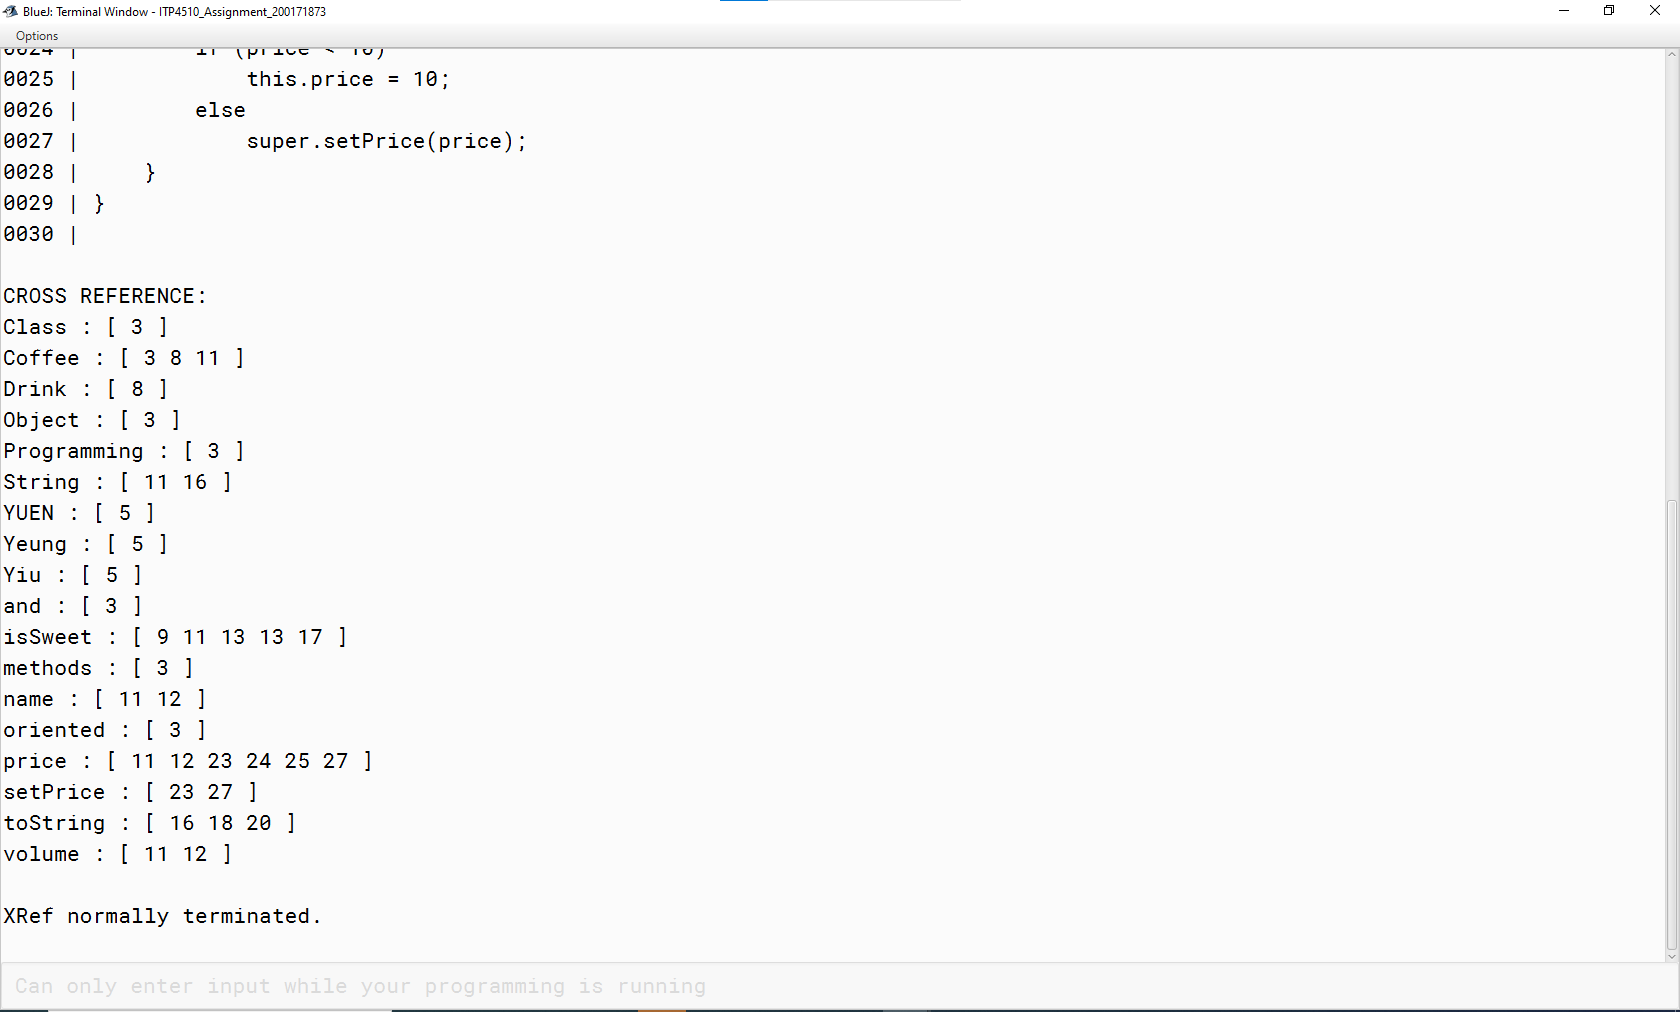 BlueJ: Terminal Window - ITP4510_Assignment_200171873
Options
0024 |         if (price < 10)
0025 |             this.price = 10;
0026 |         else
0027 |             super.setPrice(price);
0028 |     }
0029 | }
0030 |
CROSS REFERENCE:
Class : [ 3 ]
Coffee : [ 3 8 11 ]
Drink : [ 8 ]
Object : [ 3 ]
Programming : [ 3 ]
String : [ 11 16 ]
YUEN : [ 5 ]
Yeung : [ 5 ]
Yiu : [ 5 ]
and : [ 3 ]
isSweet : [ 9 11 13 13 17 ]
methods : [ 3 ]
name : [ 11 12 ]
oriented : [ 3 ]
price : [ 11 12 23 24 25 27 ]
setPrice : [ 23 27 ]
toString : [ 16 18 20 ]
volume : [ 11 12 ]
XRef normally terminated.
Can only enter input while your programming is running